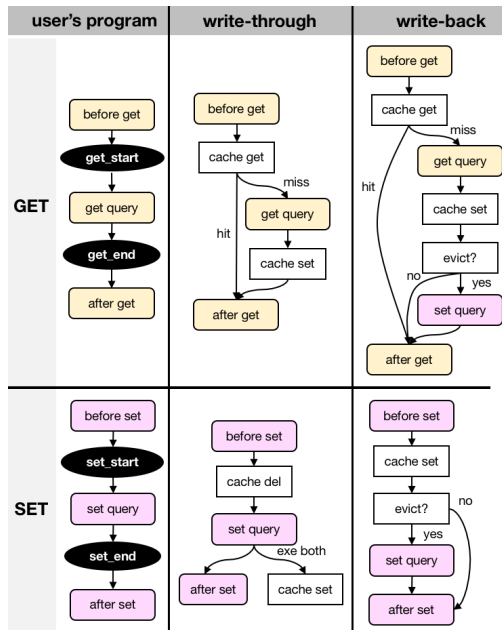 user's program
write-through
write-back
GET
before get
get_start
get query
get_end
after get
before get
cache get
miss
hit
get query
cache set
after get
before get
cache get
miss
hit
get query
cache set
evict?
no
yes
set query
after get
SET
before set
set_start
set query
set_end
after set
before set
cache del
set query
exe both
after set
cache set
before set
cache set
evict?
no
yes
set query
after set